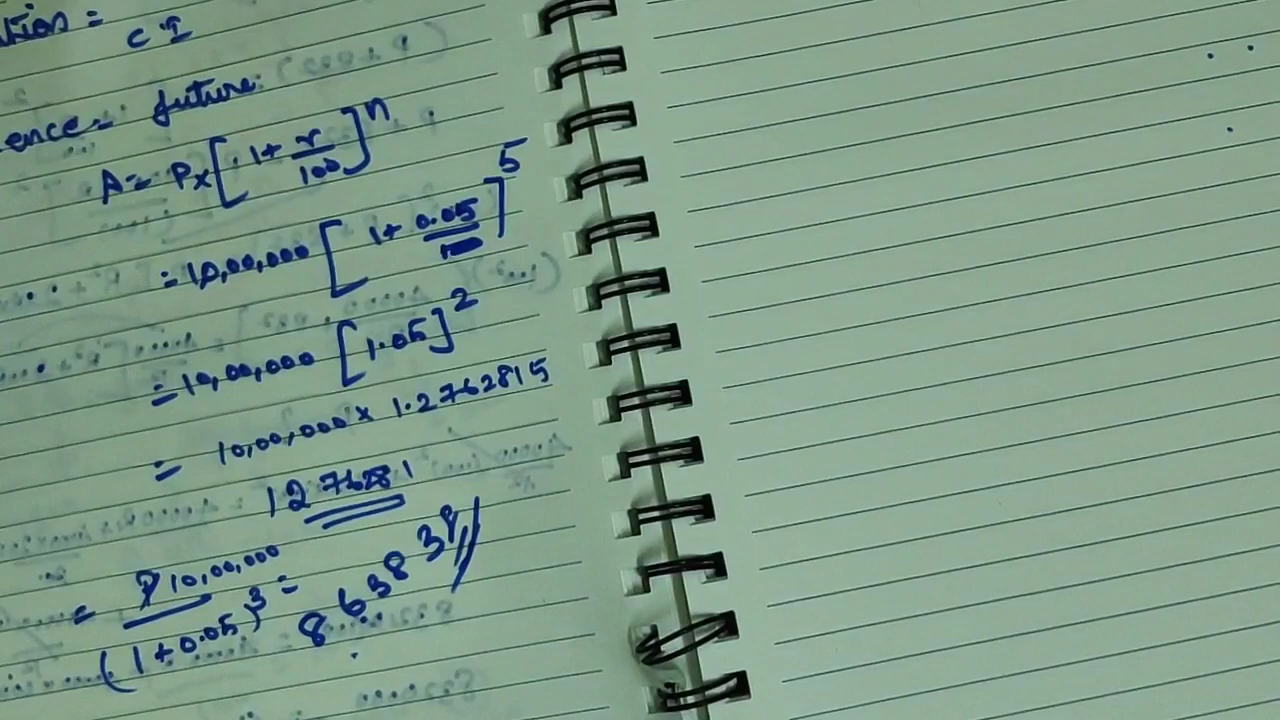 tion =
C I
ence = future:
A = P x [1 + r/100]^n
= 10,00,000 [1 + 0.05]^5
= 10,00,000 [1.05]^2
= 10,00,000 x 1.2762815
1276281
= 10,00,000 / (1 + 0.05)^3 = 863838